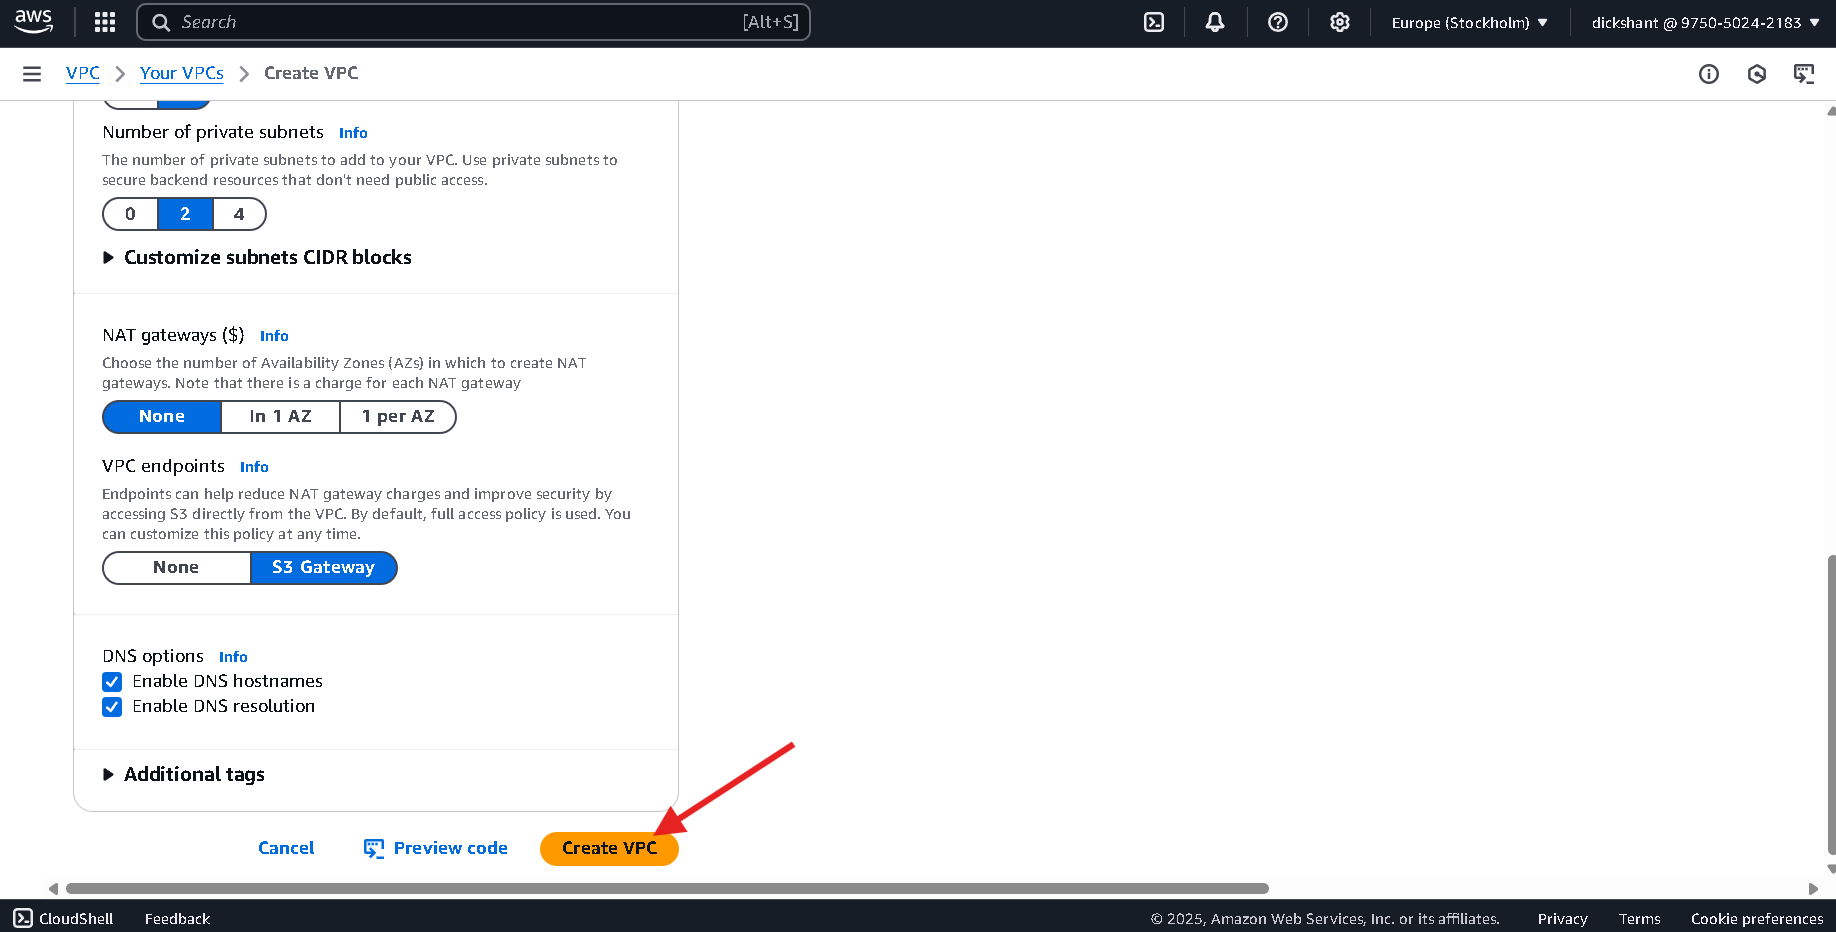 aws
Search [Alt+S]
Europe (Stockholm)
dickshant @ 9750-5024-2183
VPC
Your VPCs
Create VPC
Number of private subnets Info
The number of private subnets to add to your VPC. Use private subnets to
secure backend resources that don't need public access.
0 2 4
Customize subnets CIDR blocks
NAT gateways ($) Info
Choose the number of Availability Zones (AZs) in which to create NAT
gateways. Note that there is a charge for each NAT gateway
None In 1 AZ 1 per AZ
VPC endpoints Info
Endpoints can help reduce NAT gateway charges and improve security by
accessing S3 directly from the VPC. By default, full access policy is used. You
can customize this policy at any time.
None S3 Gateway
DNS options Info
Enable DNS hostnames
Enable DNS resolution
Additional tags
Cancel Preview code Create VPC
CloudShell Feedback © 2025, Amazon Web Services, Inc. or its affiliates. Privacy Terms Cookie preferences